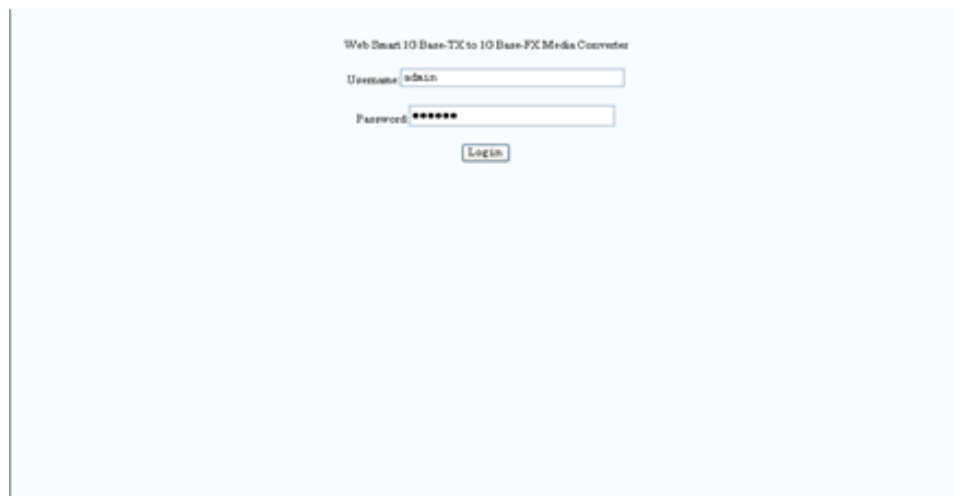 Web Smart 1G Base-TX to 1G Base-FX Media Converter
Username: admin
Password: ●●●●●●
Login